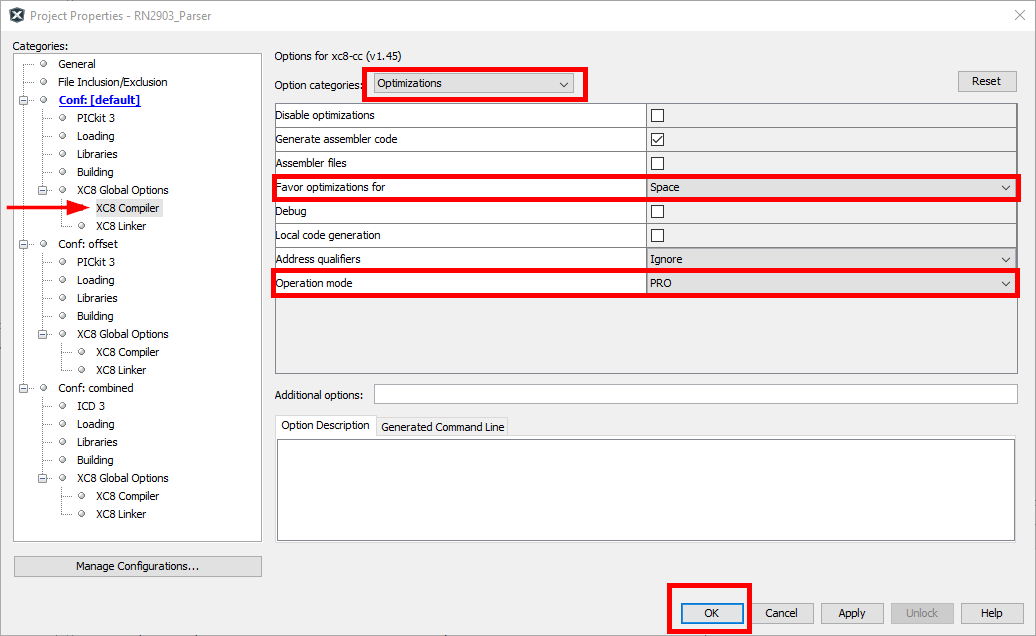 Project Properties - RN2903_Parser
Categories:
General
File Inclusion/Exclusion
Conf: [default]
PICkit 3
Loading
Libraries
Building
XC8 Global Options
XC8 Compiler
XC8 Linker
Conf: offset
PICkit 3
Loading
Libraries
Building
XC8 Global Options
XC8 Compiler
XC8 Linker
Conf: combined
ICD 3
Loading
Libraries
Building
XC8 Global Options
XC8 Compiler
XC8 Linker
Manage Configurations...
Options for xc8-cc (v1.45)
Option categories: Optimizations
Reset
Disable optimizations
Generate assembler code
Assembler files
Favor optimizations for Space
Debug
Local code generation
Address qualifiers Ignore
Operation mode PRO
Additional options:
Option Description Generated Command Line
OK Cancel Apply Unlock Help